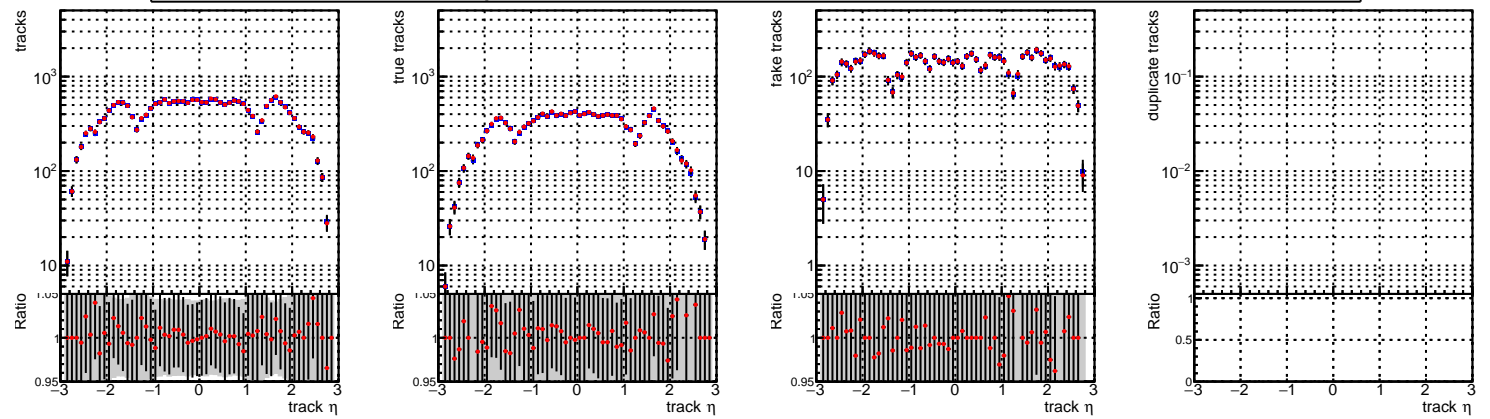 tracks
10³
10²
10
Ratio
1.05
1
0.95
−3 −2 −1 0 1 2 3
track η
true tracks
10³
10²
10
Ratio
1.05
1
0.95
−3 −2 −1 0 1 2 3
track η
fake tracks
10²
10
1
Ratio
1.05
1
0.95
−3 −2 −1 0 1 2 3
track η
duplicate tracks
10⁻¹
10⁻²
10⁻³
Ratio
1
0.5
0
−3 −2 −1 0 1 2 3
track η